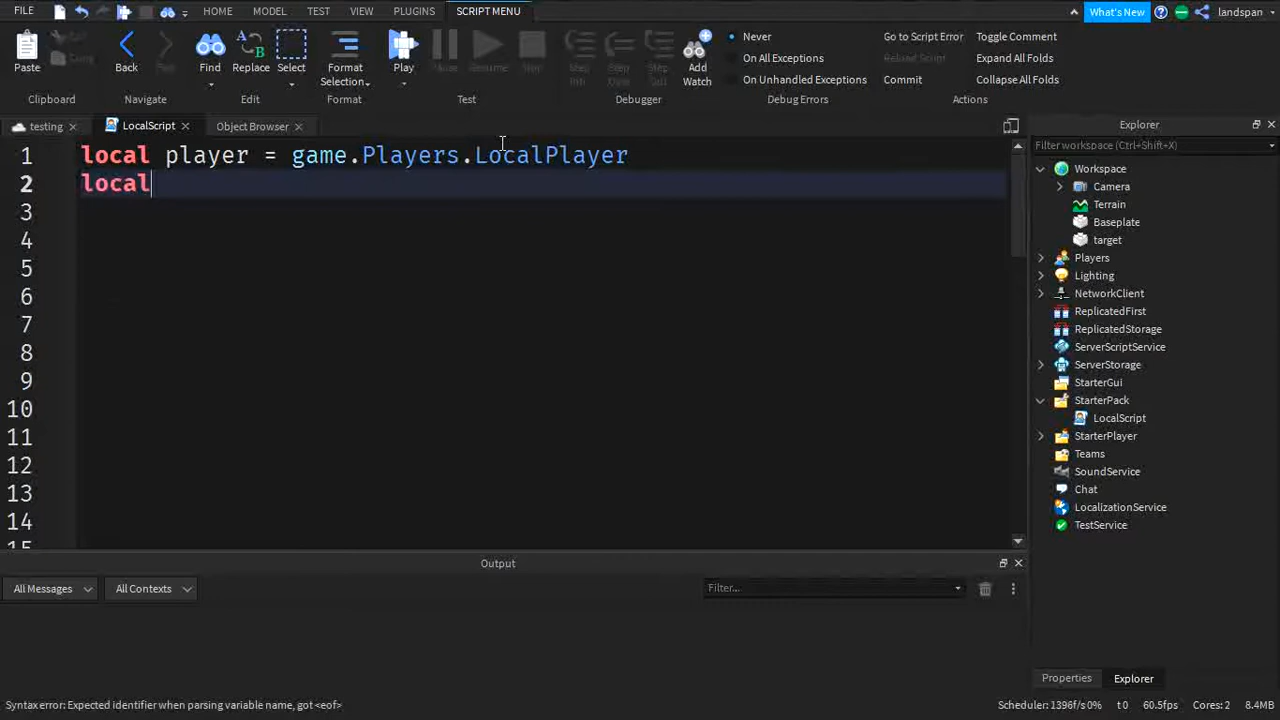 FILE HOME MODEL TEST VIEW PLUGINS SCRIPT MENU What's New landspan
Paste Back Find Replace Select Format Selection Play Add Watch
Never
On All Exceptions
On Unhandled Exceptions
Go to Script Error
Reload Script
Commit
Toggle Comment
Expand All Folds
Collapse All Folds
Clipboard Navigate Edit Format Test Debugger Debug Errors Actions
testing LocalScript Object Browser
1 local player = game.Players.LocalPlayer
2 local
3
4
5
6
7
8
9
10
11
12
13
14
15
Explorer
Filter workspace (Ctrl+Shift+X)
Workspace
Camera
Terrain
Baseplate
target
Players
Lighting
NetworkClient
ReplicatedFirst
ReplicatedStorage
ServerScriptService
ServerStorage
StarterGui
StarterPack
LocalScript
StarterPlayer
Teams
SoundService
Chat
LocalizationService
TestService
Output
All Messages All Contexts Filter...
Properties Explorer
Syntax error: Expected identifier when parsing variable name, got <eof>
Scheduler: 1396f/s0% t0 60.5fps Cores: 2 8.4MB